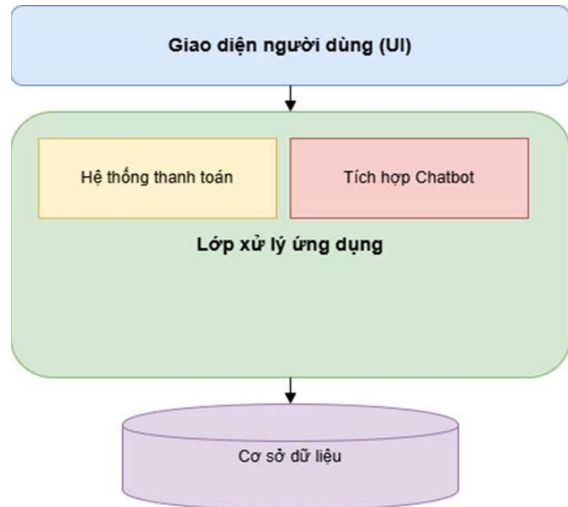 Giao diện người dùng (UI)
Hệ thống thanh toán
Tích hợp Chatbot
Lớp xử lý ứng dụng
Cơ sở dữ liệu